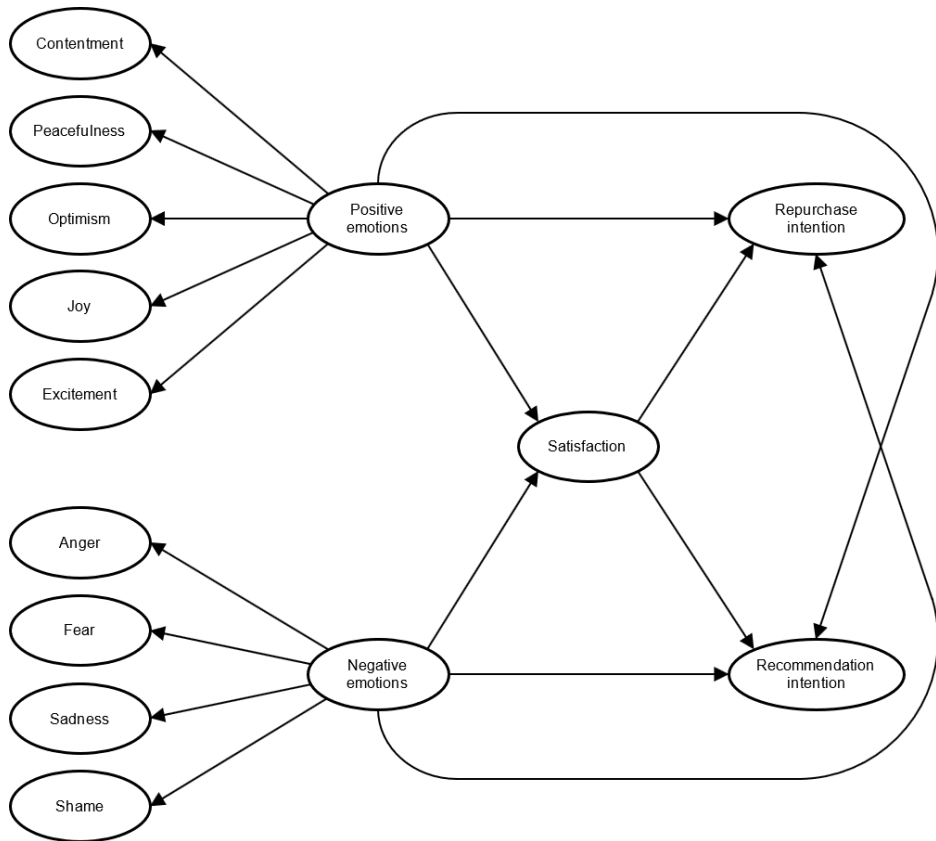 Contentment
Peacefulness
Optimism
Joy
Excitement
Positive
emotions
Repurchase
intention
Satisfaction
Anger
Fear
Sadness
Shame
Negative
emotions
Recommendation
intention